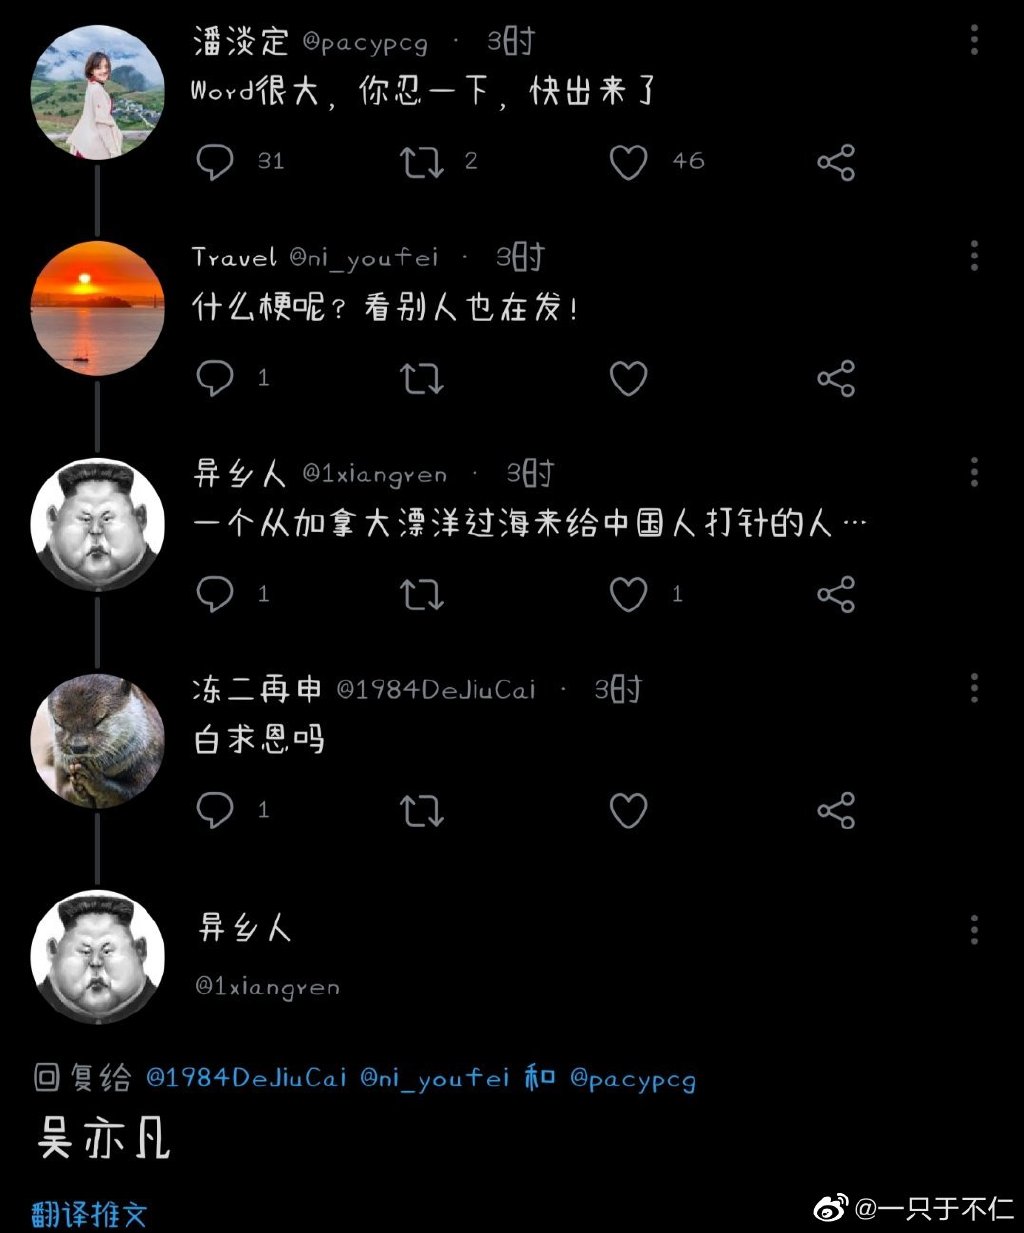 潘淡定 @pacypcg · 3时
Word很大，你忍一下，快出来了
31 2 46
Travel @ni_youfei · 3时
什么梗呢？看别人也在发！
1
异乡人 @1xiangren · 3时
一个从加拿大漂洋过海来给中国人打针的人…
1 1
冻二再申 @1984DeJiuCai · 3时
白求恩吗
1
异乡人
@1xiangren
回复给 @1984DeJiuCai @ni_youfei 和 @pacypcg
吴亦凡
翻译推文
@一只于不仁